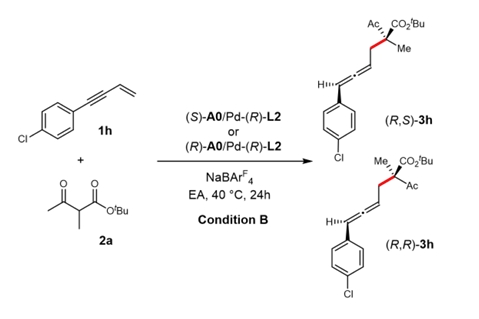 Ac CO₂ᵗBu
Me
H
Cl
(R,S)-3h
Cl
1h
+
O O
OᵗBu
2a
(S)-A0/Pd-(R)-L2
or
(R)-A0/Pd-(R)-L2
NaBArᶠ₄
EA, 40 °C, 24h
Condition B
Me CO₂ᵗBu
Ac
H
Cl
(R,R)-3h